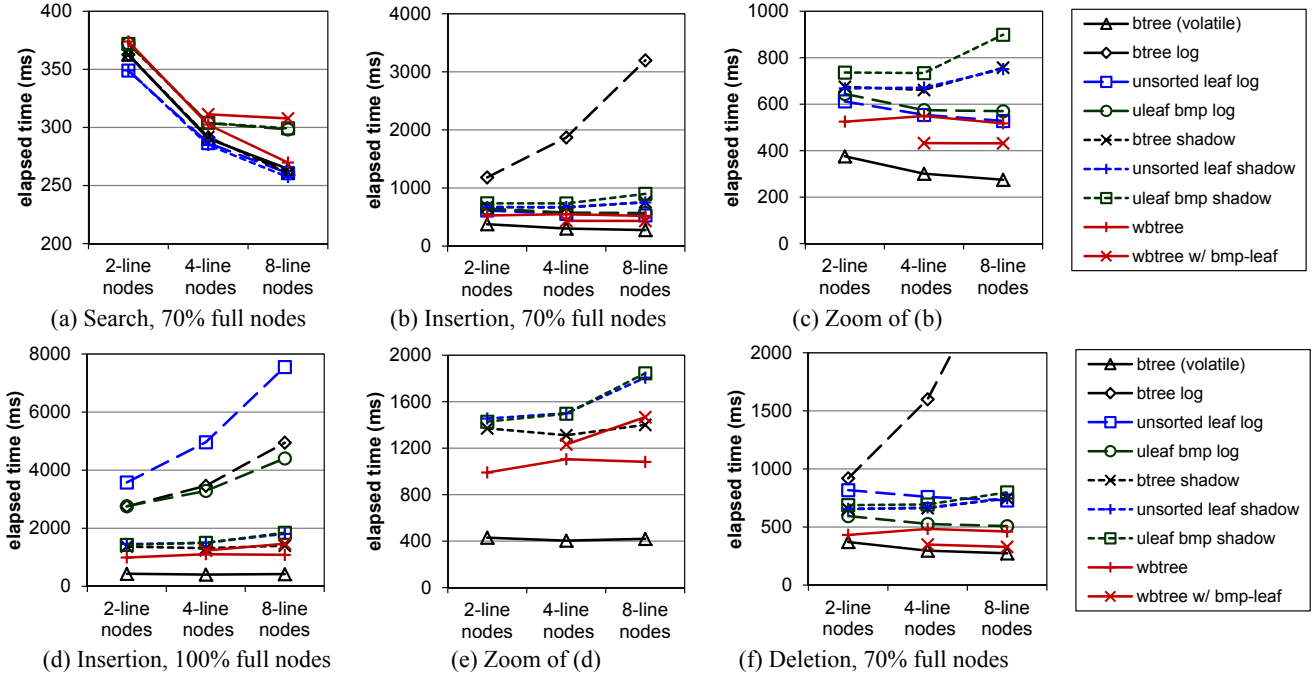 400
350
300
250
200
elapsed time (ms)
2-line nodes
4-line nodes
8-line nodes
(a) Search, 70% full nodes
4000
3000
2000
1000
0
elapsed time (ms)
2-line nodes
4-line nodes
8-line nodes
(b) Insertion, 70% full nodes
1000
800
600
400
200
0
elapsed time (ms)
2-line nodes
4-line nodes
8-line nodes
(c) Zoom of (b)
btree (volatile)
btree log
unsorted leaf log
uleaf bmp log
btree shadow
unsorted leaf shadow
uleaf bmp shadow
wbtree
wbtree w/ bmp-leaf
8000
6000
4000
2000
0
elapsed time (ms)
2-line nodes
4-line nodes
8-line nodes
(d) Insertion, 100% full nodes
2000
1600
1200
800
400
0
elapsed time (ms)
2-line nodes
4-line nodes
8-line nodes
(e) Zoom of (d)
2000
1500
1000
500
0
elapsed time (ms)
2-line nodes
4-line nodes
8-line nodes
(f) Deletion, 70% full nodes
btree (volatile)
btree log
unsorted leaf log
uleaf bmp log
btree shadow
unsorted leaf shadow
uleaf bmp shadow
wbtree
wbtree w/ bmp-leaf